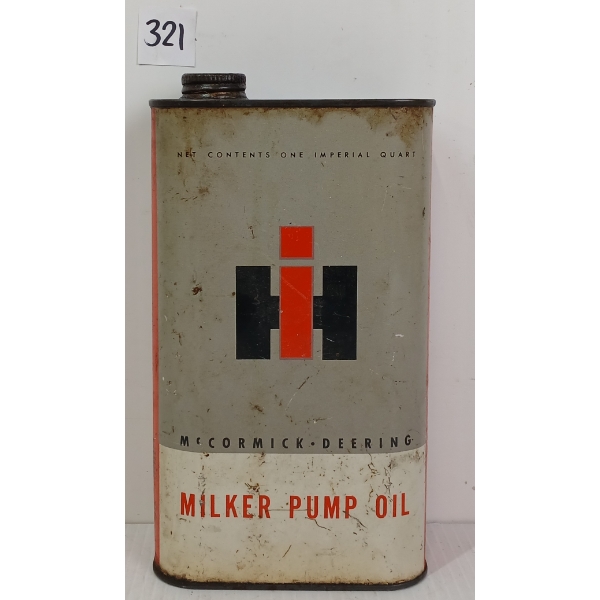 321
NET CONTENTS ONE IMPERIAL QUART
IH
McCORMICK·DEERING
MILKER PUMP OIL